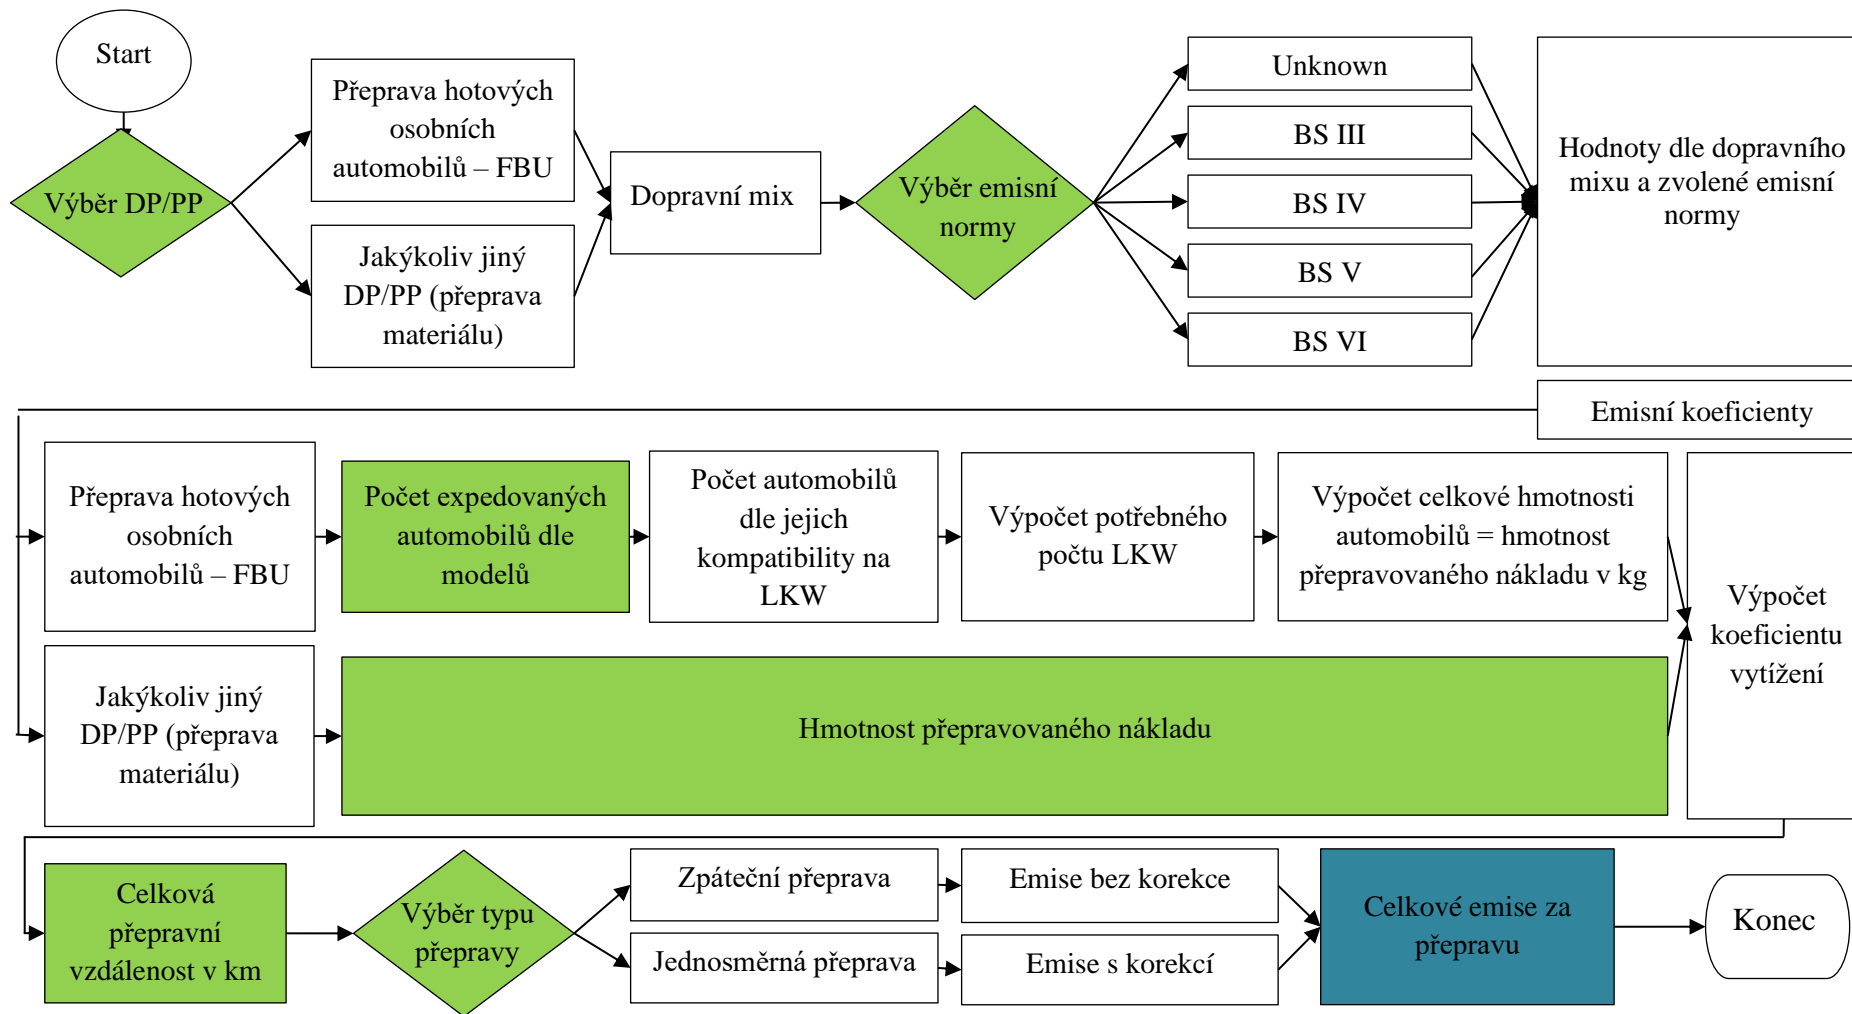 Start
Výběr DP/PP
Přeprava hotových
osobních
automobilů – FBU
Jakýkoliv jiný
DP/PP (přeprava
materiálu)
Dopravní mix
Výběr emisní
normy
Unknown
BS III
BS IV
BS V
BS VI
Hodnoty dle dopravního
mixu a zvolené emisní
normy
Emisní koeficienty
Přeprava hotových
osobních
automobilů – FBU
Počet expedovaných
automobilů dle
modelů
Počet automobilů
dle jejich
kompatibility na
LKW
Výpočet potřebného
počtu LKW
Výpočet celkové hmotnosti
automobilů = hmotnost
přepravovaného nákladu v kg
Výpočet
koeficientu
vytížení
Jakýkoliv jiný
DP/PP (přeprava
materiálu)
Hmotnost přepravovaného nákladu
Celková
přepravní
vzdálenost v km
Výběr typu
přepravy
Zpáteční přeprava
Jednosměrná přeprava
Emise bez korekce
Emise s korekcí
Celkové emise za
přepravu
Konec